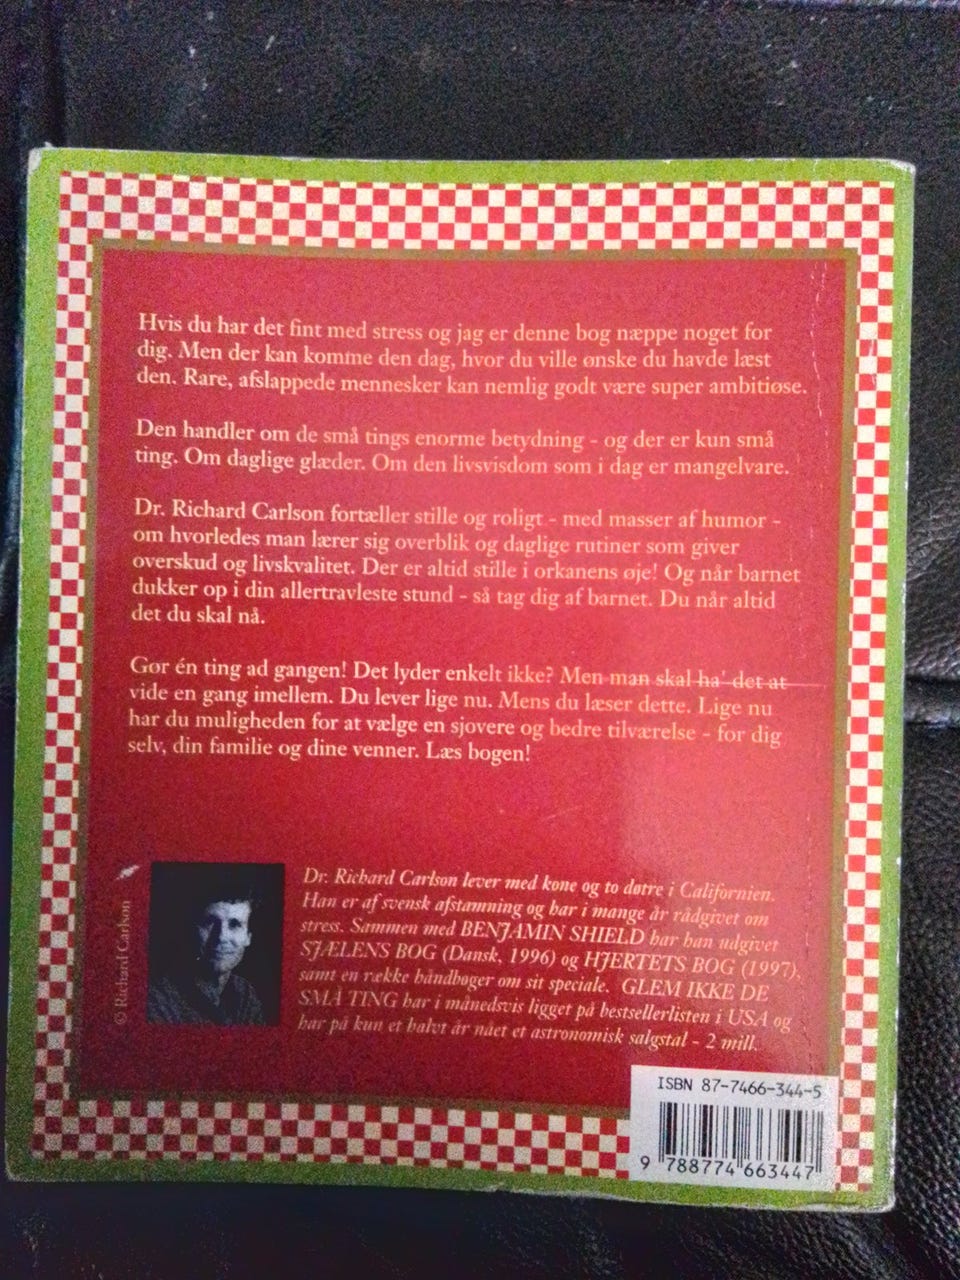 Hvis du har det fint med stress og jag er denne bog næppe noget for
dig. Men der kan komme den dag, hvor du ville ønske du havde læst
den. Rare, afslappede mennesker kan nemlig godt være super ambitiøse.
Den handler om de små tings enorme betydning - og der er kun små
ting. Om daglige glæder. Om den livsvisdom som i dag er mangelvare.
Dr. Richard Carlson fortæller stille og roligt - med masser af humor -
om hvorledes man lærer sig overblik og daglige rutiner som giver
overskud og livskvalitet. Der er altid stille i orkanens øje! Og når barnet
dukker op i din allertravleste stund - så tag dig af barnet. Du når altid
det du skal nå.
Gør én ting ad gangen! Det lyder enkelt ikke? Men man skal ha' det at
vide en gang imellem. Du lever lige nu. Mens du læser dette. Lige nu
har du muligheden for at vælge en sjovere og bedre tilværelse - for dig
selv, din familie og dine venner. Læs bogen!
© Richard Carlson
Dr. Richard Carlson lever med kone og to døtre i Californien.
Han er af svensk afstamning og har i mange år rådgivet om
stress. Sammen med BENJAMIN SHIELD har han udgivet
SJÆLENS BOG (Dansk, 1996) og HJERTETS BOG (1997),
samt en række håndbøger om sit speciale. GLEM IKKE DE
SMÅ TING har i månedsvis ligget på bestsellerlisten i USA og
har på kun et halvt år nået et astronomisk salgstal - 2 mill.
ISBN 87-7466-344-5
9 788774 663447